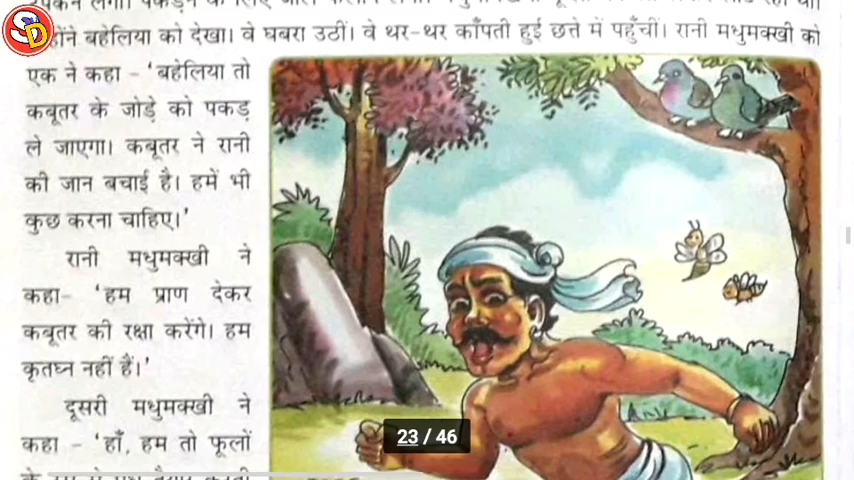 SD
होंने बहेलिया को देखा। वे घबरा उठीं। वे थर-थर काँपती हुई छत्ते में पहुँचीं। रानी मधुमक्खी को
एक ने कहा - 'बहेलिया तो
कबूतर के जोड़े को पकड़
ले जाएगा। कबूतर ने रानी
की जान बचाई है। हमें भी
कुछ करना चाहिए।'
रानी मधुमक्खी ने
कहा- 'हम प्राण देकर
कबूतर की रक्षा करेंगे। हम
कृतघ्न नहीं हैं।'
दूसरी मधुमक्खी ने
कहा - 'हाँ, हम तो फूलों
23 / 46